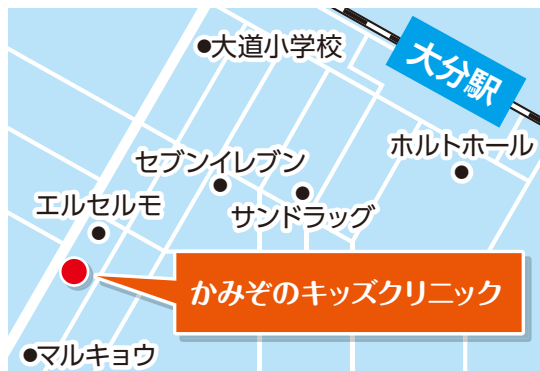 大道小学校
大分駅
ホルトホール
セブンイレブン
サンドラッグ
エルセルモ
かみぞのキッズクリニック
マルキョウ